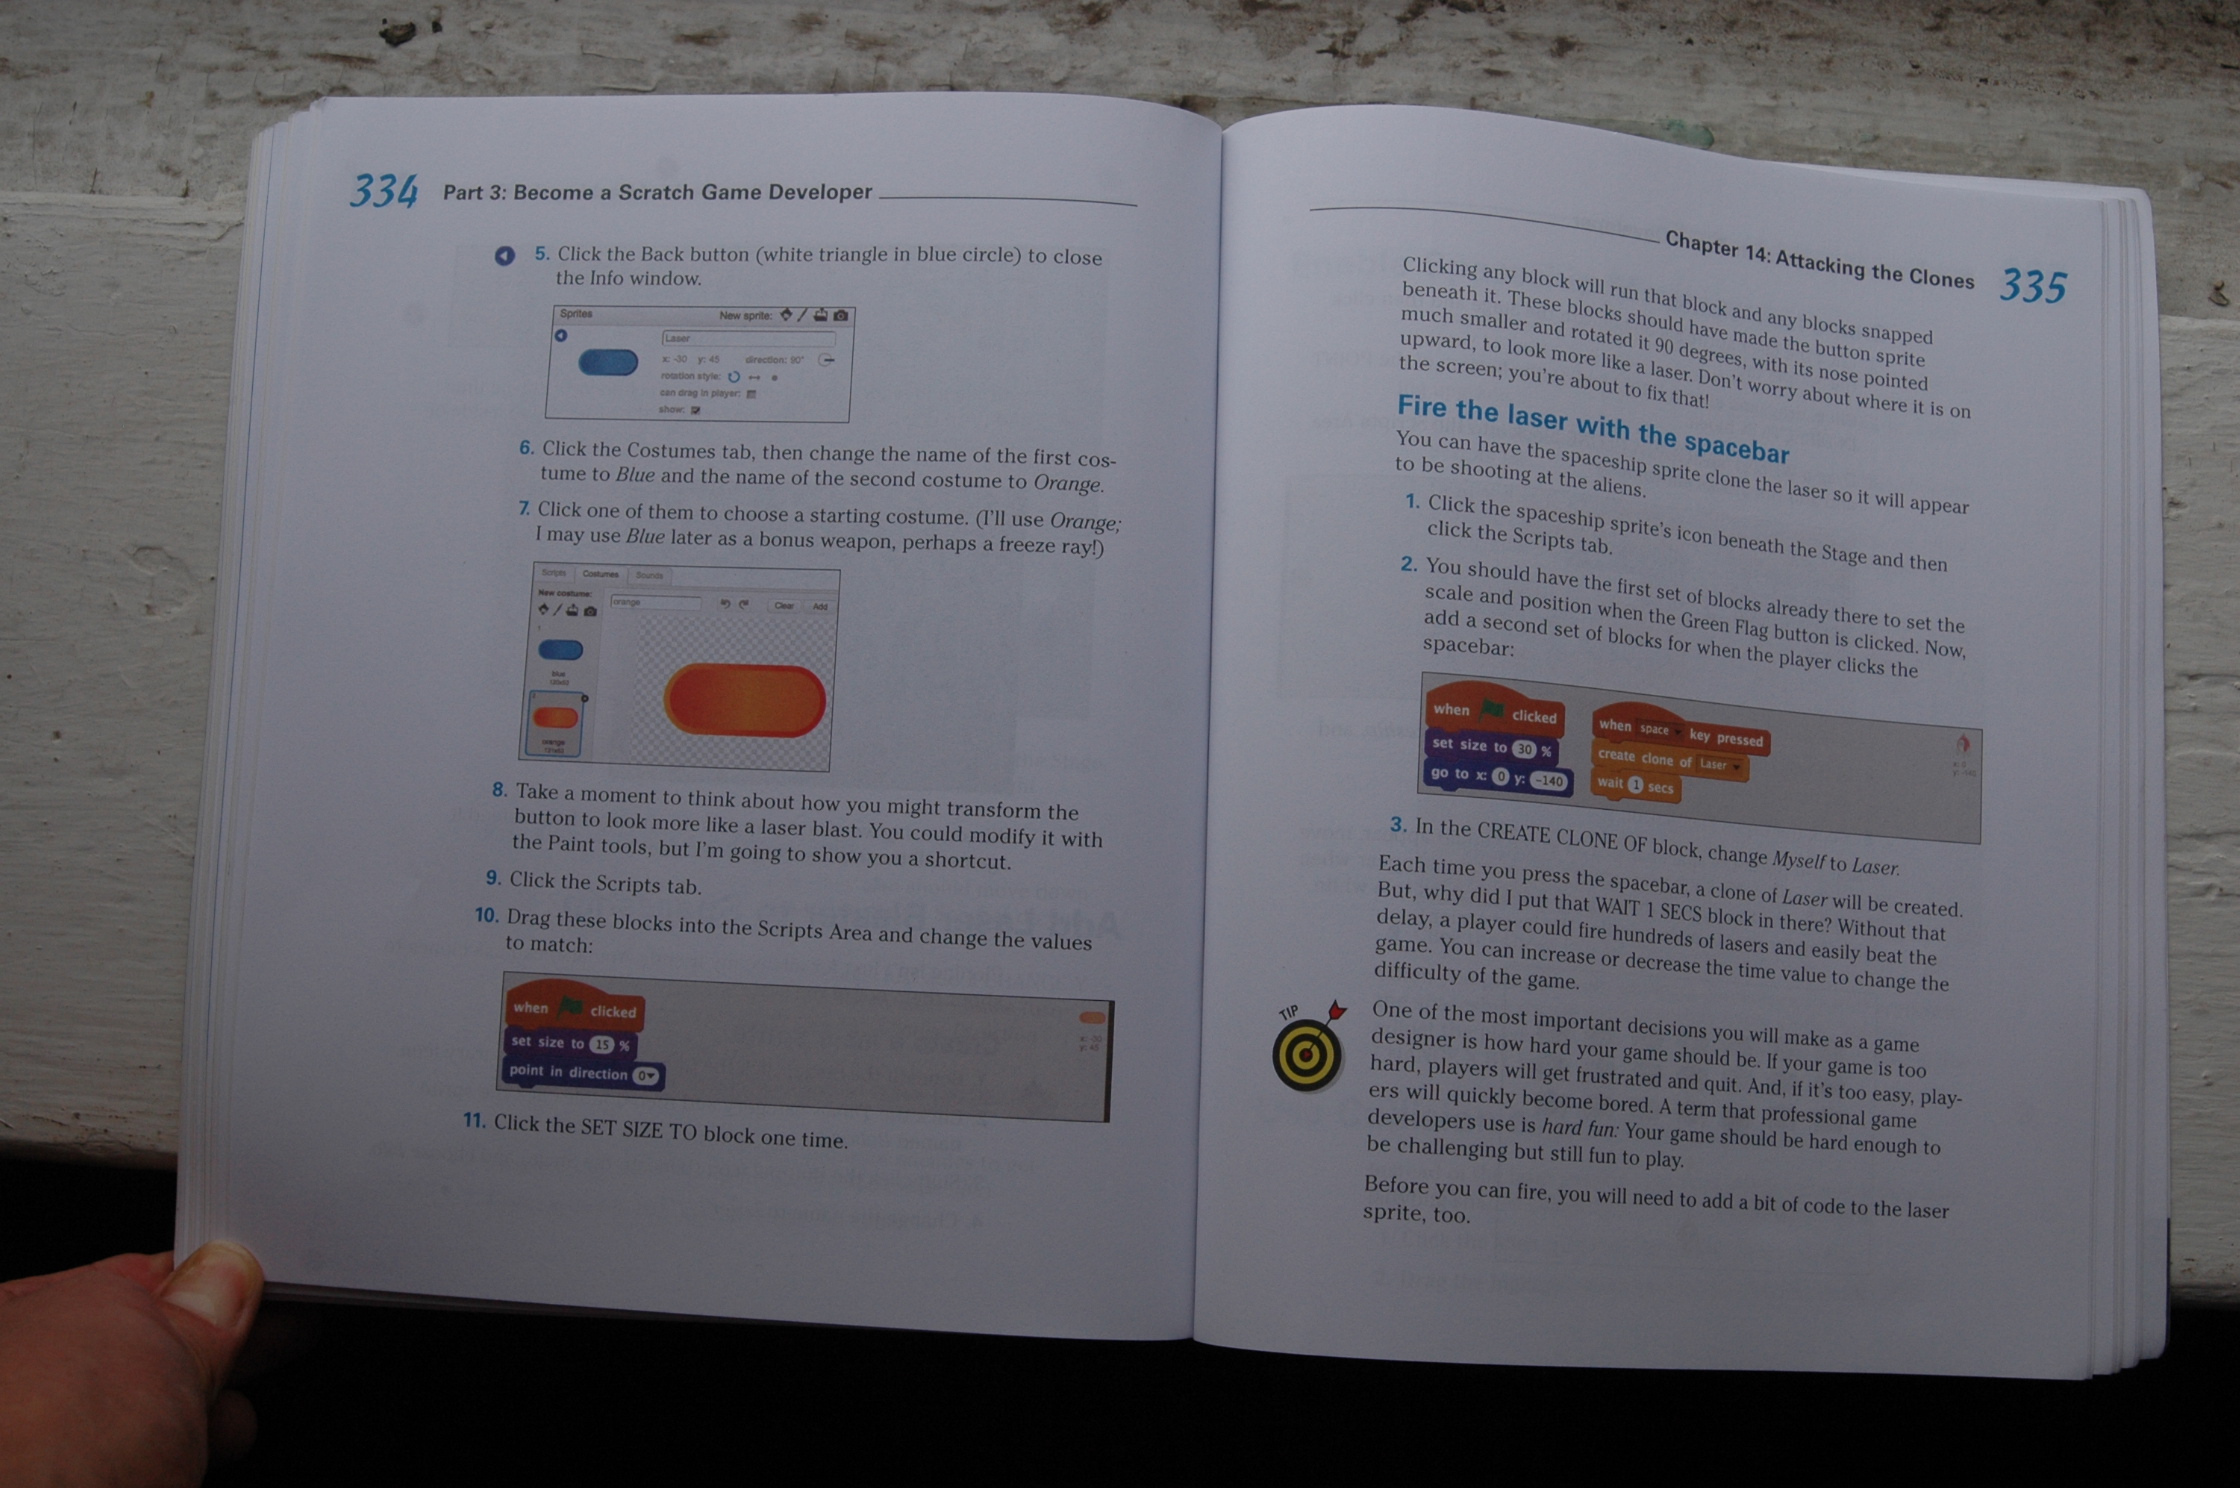 334 Part 3: Become a Scratch Game Developer
5. Click the Back button (white triangle in blue circle) to close
the Info window.
Sprites New sprite:
Laser
x: -30 y: 45 direction: 90°
rotation style:
can drag in player:
show:
6. Click the Costumes tab, then change the name of the first cos-
tume to Blue and the name of the second costume to Orange.
7. Click one of them to choose a starting costume. (I'll use Orange;
I may use Blue later as a bonus weapon, perhaps a freeze ray!)
Scripts Costumes Sounds
New costume:
orange Clear Add
1
blue
2
orange
8. Take a moment to think about how you might transform the
button to look more like a laser blast. You could modify it with
the Paint tools, but I'm going to show you a shortcut.
9. Click the Scripts tab.
10. Drag these blocks into the Scripts Area and change the values
to match:
when clicked
set size to 15 %
point in direction 0
x: -30
y: 45
11. Click the SET SIZE TO block one time.
Chapter 14: Attacking the Clones 335
Clicking any block will run that block and any blocks snapped
beneath it. These blocks should have made the button sprite
much smaller and rotated it 90 degrees, with its nose pointed
upward, to look more like a laser. Don't worry about where it is on
the screen; you're about to fix that!
Fire the laser with the spacebar
You can have the spaceship sprite clone the laser so it will appear
to be shooting at the aliens.
1. Click the spaceship sprite's icon beneath the Stage and then
click the Scripts tab.
2. You should have the first set of blocks already there to set the
scale and position when the Green Flag button is clicked. Now,
add a second set of blocks for when the player clicks the
spacebar:
when clicked
set size to 30 %
go to x: 0 y: -140
when space key pressed
create clone of Laser
wait 1 secs
3. In the CREATE CLONE OF block, change Myself to Laser.
Each time you press the spacebar, a clone of Laser will be created.
But, why did I put that WAIT 1 SECS block in there? Without that
delay, a player could fire hundreds of lasers and easily beat the
game. You can increase or decrease the time value to change the
difficulty of the game.
TIP
One of the most important decisions you will make as a game
designer is how hard your game should be. If your game is too
hard, players will get frustrated and quit. And, if it's too easy, play-
ers will quickly become bored. A term that professional game
developers use is hard fun: Your game should be hard enough to
be challenging but still fun to play.
Before you can fire, you will need to add a bit of code to the laser
sprite, too.